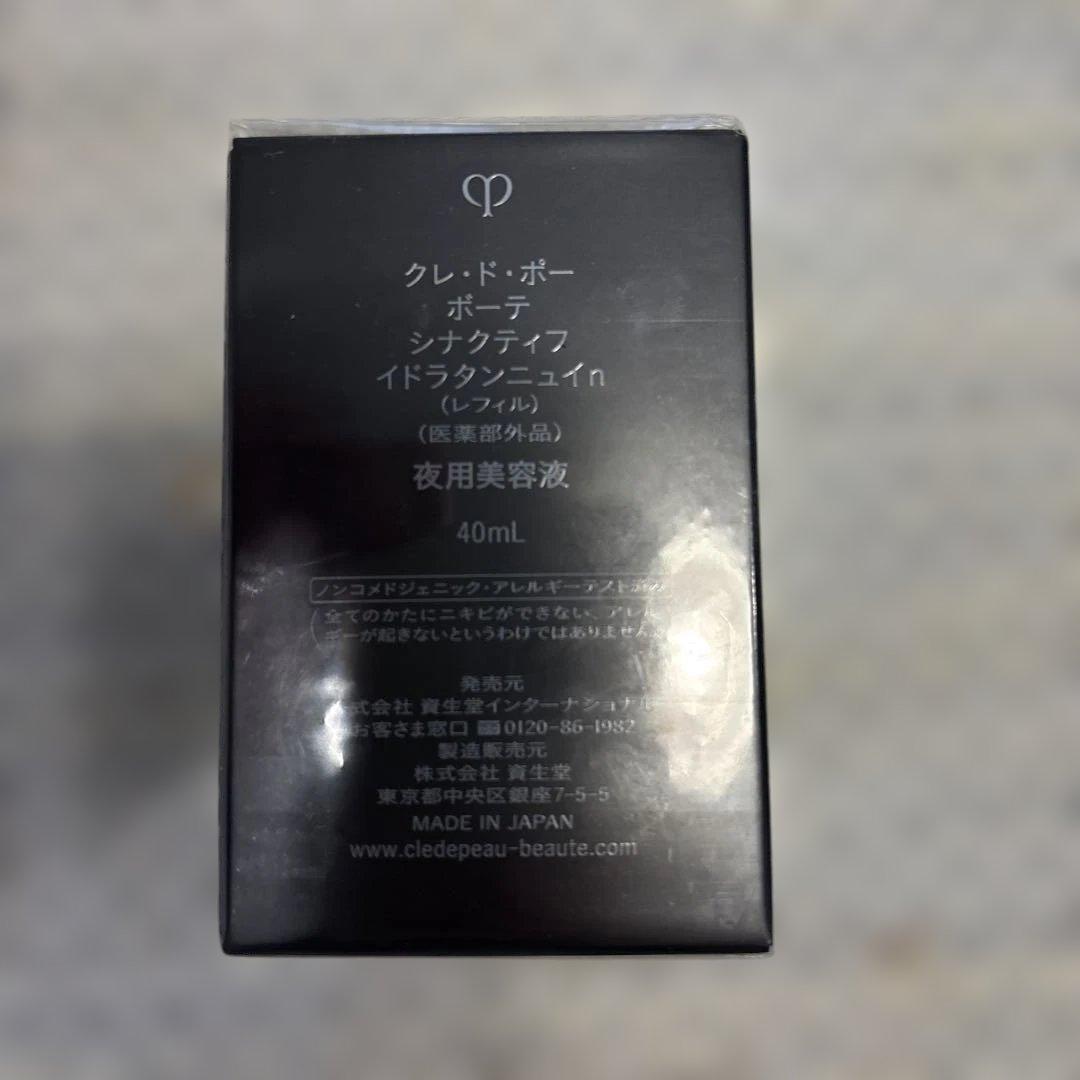 クレ・ド・ポー
ボーテ
シナクティフ
イドラタンニュイn
(レフィル)
(医薬部外品)
夜用美容液
40mL
ノンコメドジェニック・アレルギーテスト済み
全てのかたにニキビができない、アレル
ギーが起きないというわけではありません。
発売元
株式会社 資生堂インターナショナル
お客さま窓口 0120-86-1982
製造販売元
株式会社 資生堂
東京都中央区銀座7-5-5
MADE IN JAPAN
www.cledepeau-beaute.com